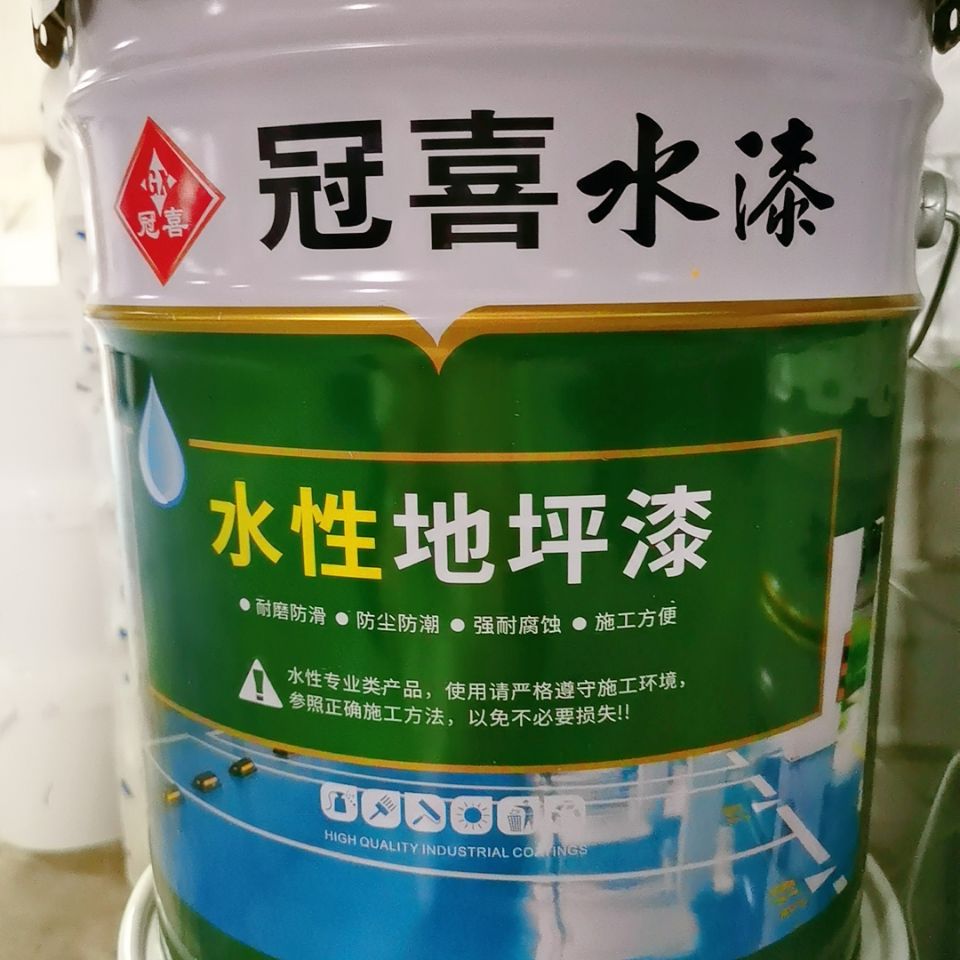 GX
冠喜
冠喜水漆
水性地坪漆
●耐磨防滑 ●防尘防潮 ●强耐腐蚀 ●施工方便
水性专业类产品，使用请严格遵守施工环境，
参照正确施工方法，以免不必要损失!!
HIGH QUALITY INDUSTRIAL COATINGS